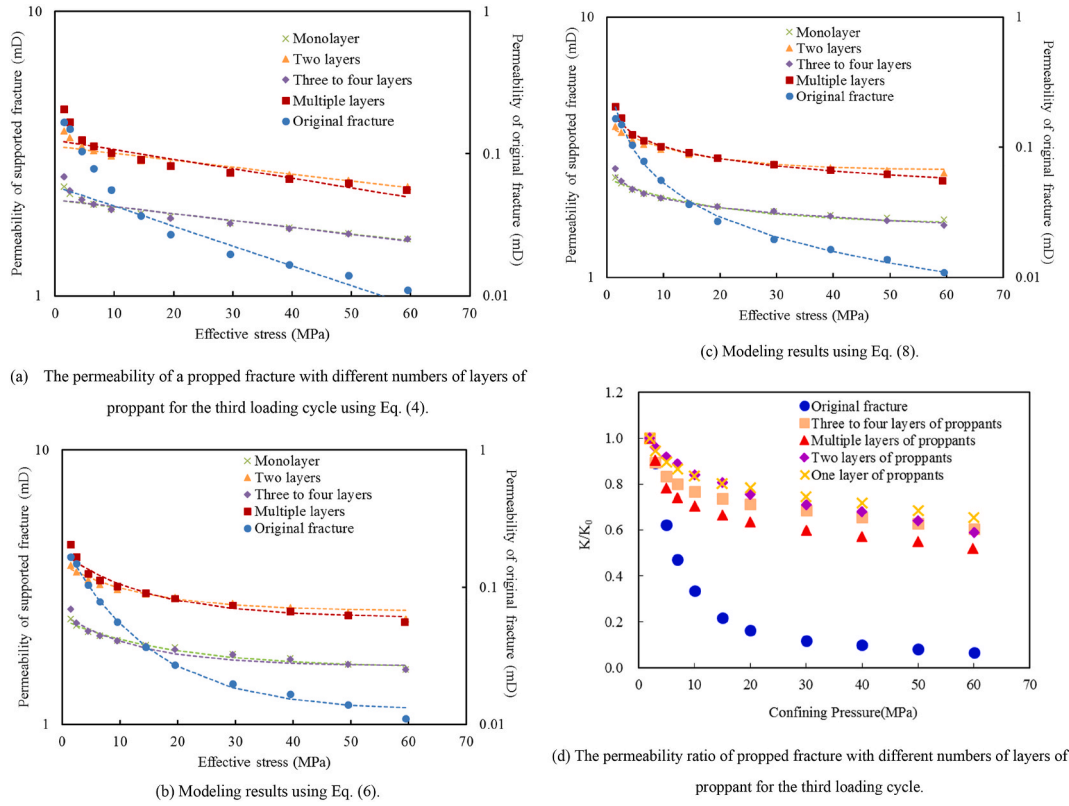 10
1
Monolayer
Two layers
Three to four layers
Multiple layers
Original fracture
0.1
1
0.01
0 10 20 30 40 50 60 70
Effective stress (MPa)
Permeability of supported fracture (mD)
Permeability of original fracture (mD)
(a) The permeability of a propped fracture with different numbers of layers of
proppant for the third loading cycle using Eq. (4).
10
1
Monolayer
Two layers
Three to four layers
Multiple layers
Original fracture
0.1
1
0.01
0 10 20 30 40 50 60 70
Effective stress (MPa)
Permeability of supported fracture (mD)
Permeability of original fracture (mD)
(b) Modeling results using Eq. (6).
10
1
Monolayer
Two layers
Three to four layers
Multiple layers
Original fracture
0.1
1
0.01
0 10 20 30 40 50 60 70
Effective stress (MPa)
Permeability of supported fracture (mD)
Permeability of original fracture (mD)
(c) Modeling results using Eq. (8).
1.2
Original fracture
Three to four layers of proppants
1.0
Multiple layers of proppants
Two layers of proppants
One layer of proppants
0.8
0.6
0.4
0.2
0.0
K/K0
0 10 20 30 40 50 60 70
Confining Pressure(MPa)
(d) The permeability ratio of propped fracture with different numbers of layers of
proppant for the third loading cycle.